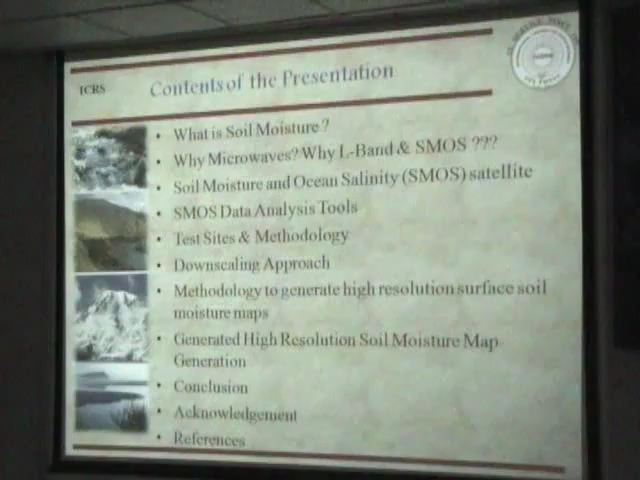 ICRS
Contents of the Presentation
• What is Soil Moisture ?
• Why Microwaves? Why L-Band & SMOS ???
• Soil Moisture and Ocean Salinity (SMOS) satellite
• SMOS Data Analysis Tools
• Test Sites & Methodology
• Downscaling Approach
• Methodology to generate high resolution surface soil
moisture maps
• Generated High Resolution Soil Moisture Map
Generation
• Conclusion
• Acknowledgement
• References